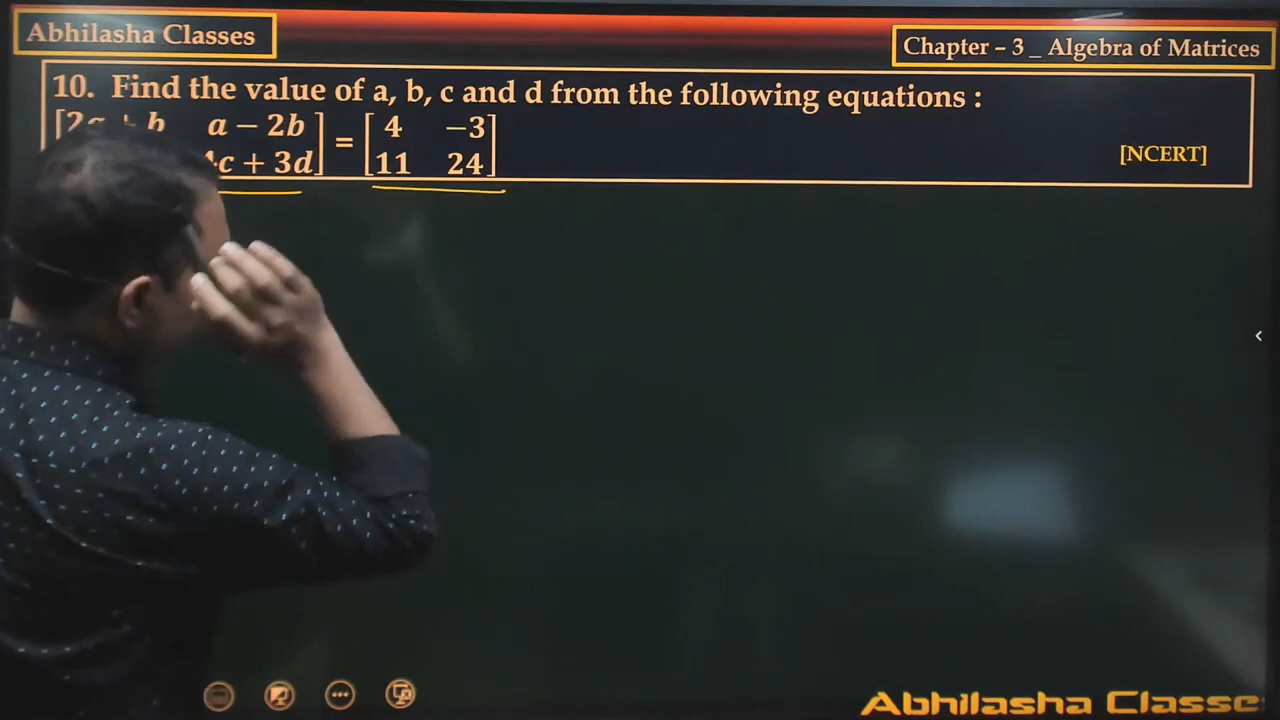 Abhilasha Classes
Chapter – 3 _ Algebra of Matrices
10. Find the value of a, b, c and d from the following equations :
[2a + b a − 2b] = [4 −3]
c + 3d] [11 24]
[NCERT]
Abhilasha Classe